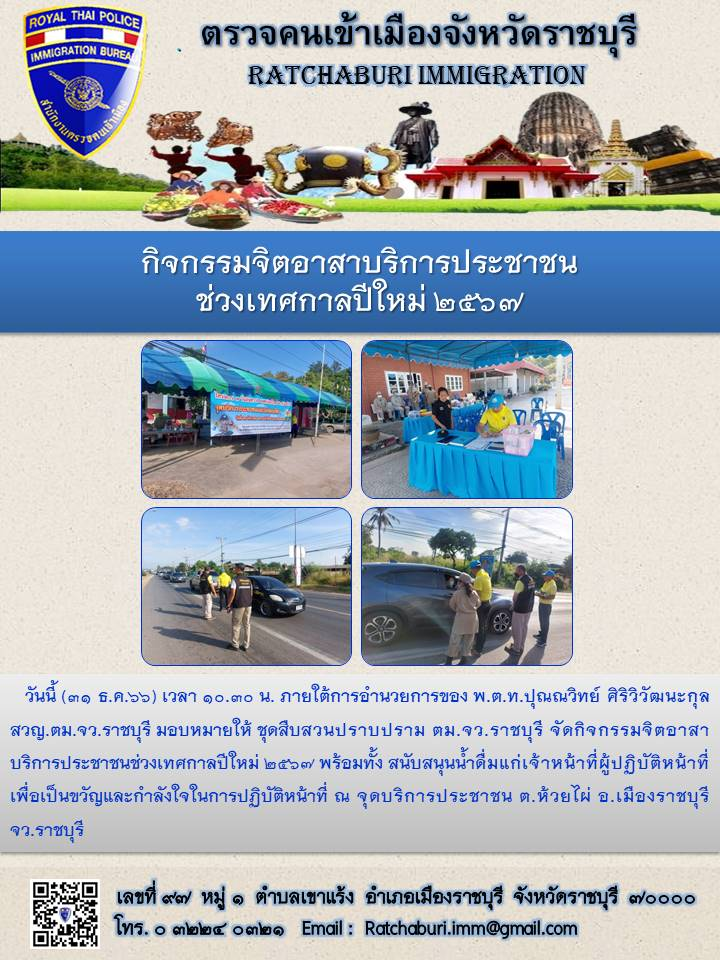 ROYAL THAI POLICE
IMMIGRATION BUREAU
สำนักงานตรวจคนเข้าเมือง
ตรวจคนเข้าเมืองจังหวัดราชบุรี
RATCHABURI IMMIGRATION
กิจกรรมจิตอาสาบริการประชาชน
ช่วงเทศกาลปีใหม่ ๒๕๖๗
วันนี้ (๓๑ ธ.ค.๖๖) เวลา ๑๐.๓๐ น. ภายใต้การอำนวยการของ พ.ต.ท.ปุณณวิทย์ ศิริวิวัฒนะกุล
สวญ.ตม.จว.ราชบุรี มอบหมายให้ ชุดสืบสวนปราบปราม ตม.จว.ราชบุรี จัดกิจกรรมจิตอาสา
บริการประชาชนช่วงเทศกาลปีใหม่ ๒๕๖๗ พร้อมทั้ง สนับสนุนน้ำดื่มแก่เจ้าหน้าที่ผู้ปฏิบัติหน้าที่
เพื่อเป็นขวัญและกำลังใจในการปฏิบัติหน้าที่ ณ จุดบริการประชาชน ต.ห้วยไผ่ อ.เมืองราชบุรี
จว.ราชบุรี
เลขที่ ๙๗ หมู่ ๑ ตำบลเขาแร้ง อำเภอเมืองราชบุรี จังหวัดราชบุรี ๗๐๐๐๐
โทร. ๐ ๓๒๒๔ ๐๓๒๑ Email : Ratchaburi.imm@gmail.com